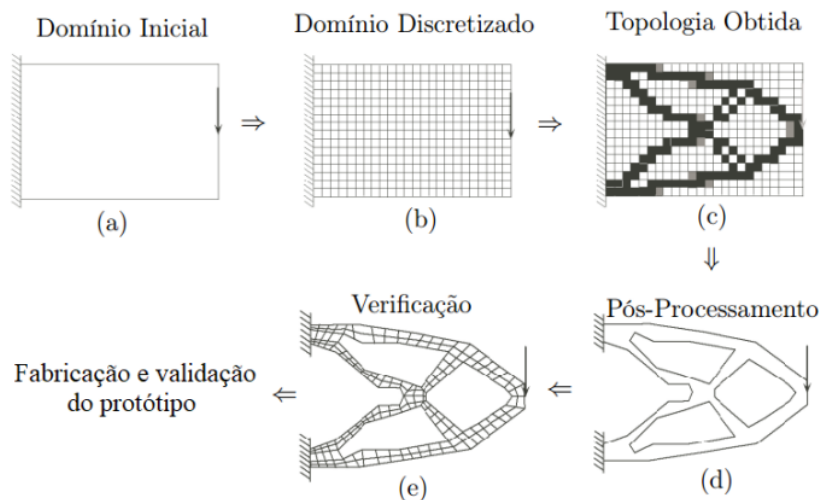 Domínio Inicial
Domínio Discretizado
Topologia Obtida
⇒
⇒
(a)
(b)
(c)
⇓
Verificação
Pós-Processamento
Fabricação e validação
do protótipo
⇐
⇐
(e)
(d)